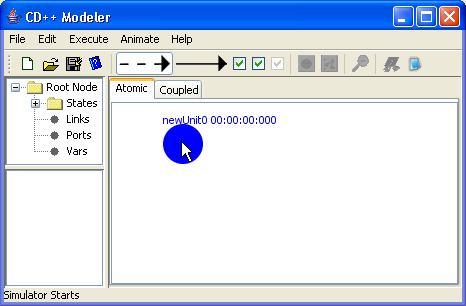 CD++ Modeler
File Edit Execute Animate Help
Root Node
States
Links
Ports
Vars
Atomic Coupled
newUnit0 00:00:00:000
Simulator Starts